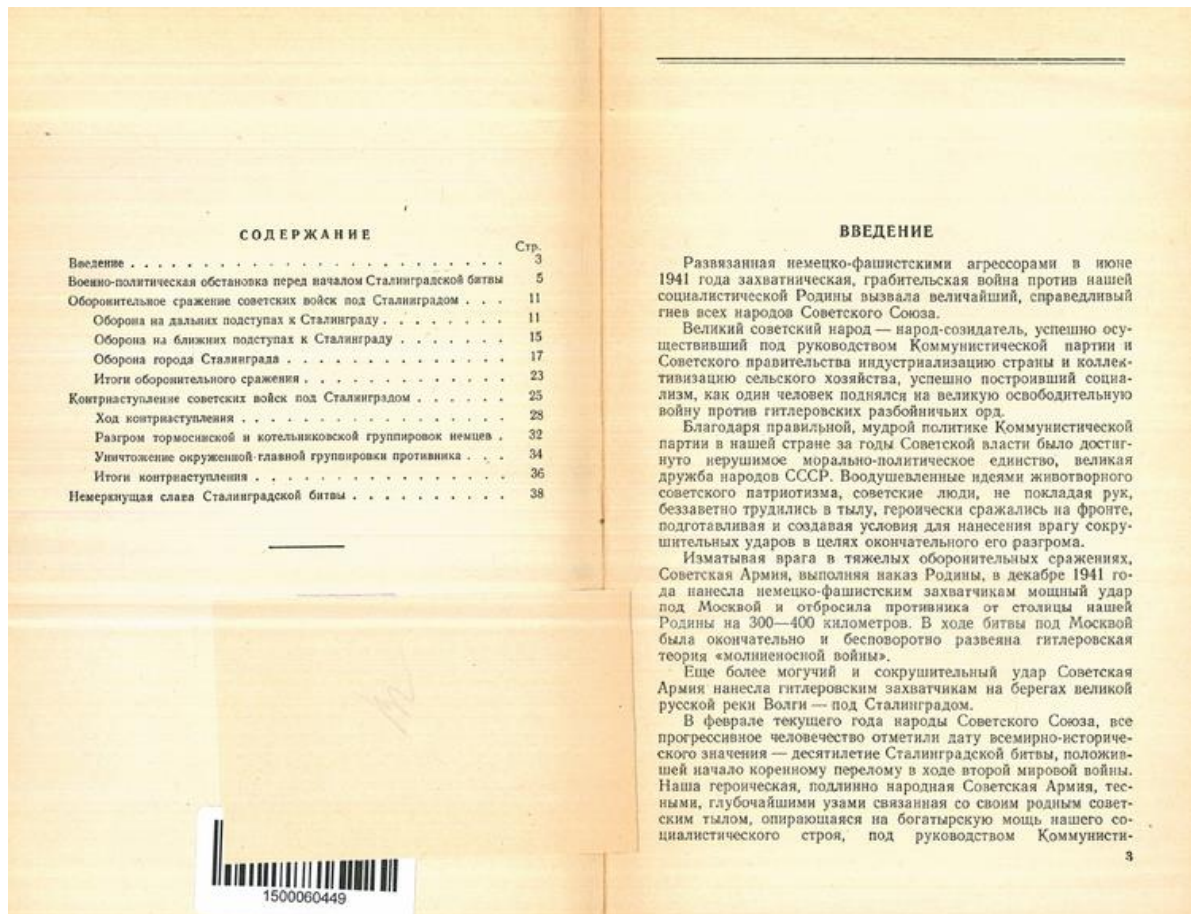 СОДЕРЖАНИЕ
Стр.
Введение . . . . . . . . . . . . . . . . . . . . . . . . . . 3
Военно-политическая обстановка перед началом Сталинградской битвы 5
Оборонительное сражение советских войск под Сталинградом . . . 11
Оборона на дальних подступах к Сталинграду . . . . . . . . 11
Оборона на ближних подступах к Сталинграду . . . . . . . 15
Оборона города Сталинграда . . . . . . . . . . . . . . . 17
Итоги оборонительного сражения . . . . . . . . . . . . . . 23
Контрнаступление советских войск под Сталинградом . . . . . . 25
Ход контрнаступления . . . . . . . . . . . . . . . . . . 28
Разгром тормосинской и котельниковской группировок немцев . 32
Уничтожение окруженной главной группировки противника . . . 34
Итоги контрнаступления . . . . . . . . . . . . . . . . . 36
Немеркнущая слава Сталинградской битвы . . . . . . . . . . 38
1500060449
ВВЕДЕНИЕ
Развязанная немецко-фашистскими агрессорами в июне
1941 года захватническая, грабительская война против нашей
социалистической Родины вызвала величайший, справедливый
гнев всех народов Советского Союза.
Великий советский народ — народ-созидатель, успешно осу-
ществивший под руководством Коммунистической партии и
Советского правительства индустриализацию страны и коллек-
тивизацию сельского хозяйства, успешно построивший социа-
лизм, как один человек поднялся на великую освободительную
войну против гитлеровских разбойничьих орд.
Благодаря правильной, мудрой политике Коммунистической
партии в нашей стране за годы Советской власти было достиг-
нуто нерушимое морально-политическое единство, великая
дружба народов СССР. Воодушевленные идеями животворного
советского патриотизма, советские люди, не покладая рук,
беззаветно трудились в тылу, героически сражались на фронте,
подготавливая и создавая условия для нанесения врагу сокру-
шительных ударов в целях окончательного его разгрома.
Изматывая врага в тяжелых оборонительных сражениях,
Советская Армия, выполняя наказ Родины, в декабре 1941 го-
да нанесла немецко-фашистским захватчикам мощный удар
под Москвой и отбросила противника от столицы нашей
Родины на 300—400 километров. В ходе битвы под Москвой
была окончательно и бесповоротно развеяна гитлеровская
теория «молниеносной войны».
Еще более могучий и сокрушительный удар Советская
Армия нанесла гитлеровским захватчикам на берегах великой
русской реки Волги — под Сталинградом.
В феврале текущего года народы Советского Союза, все
прогрессивное человечество отметили дату всемирно-историче-
ского значения — десятилетие Сталинградской битвы, положив-
шей начало коренному перелому в ходе второй мировой войны.
Наша героическая, подлинно народная Советская Армия, тес-
ными, глубочайшими узами связанная со своим родным совет-
ским тылом, опирающаяся на богатырскую мощь нашего со-
циалистического строя, под руководством Коммунисти-
3